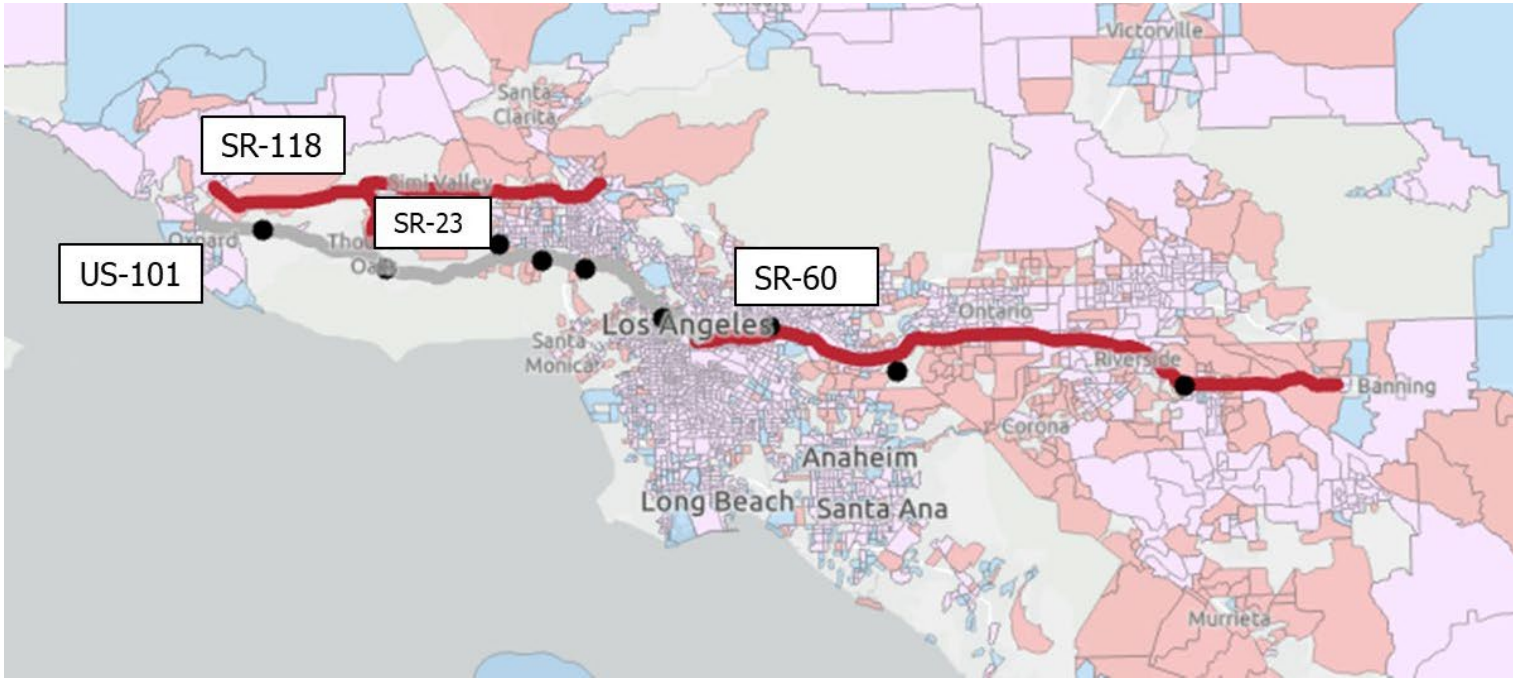 Victorville
Santa
Clarita
SR-118
Simi Valley
SR-23
Oxnard
Tho
Oaks
US-101
SR-60
Los Angeles
Ontario
Santa
Monica
Riverside
Banning
Corona
Anaheim
Long Beach
Santa Ana
Murrieta